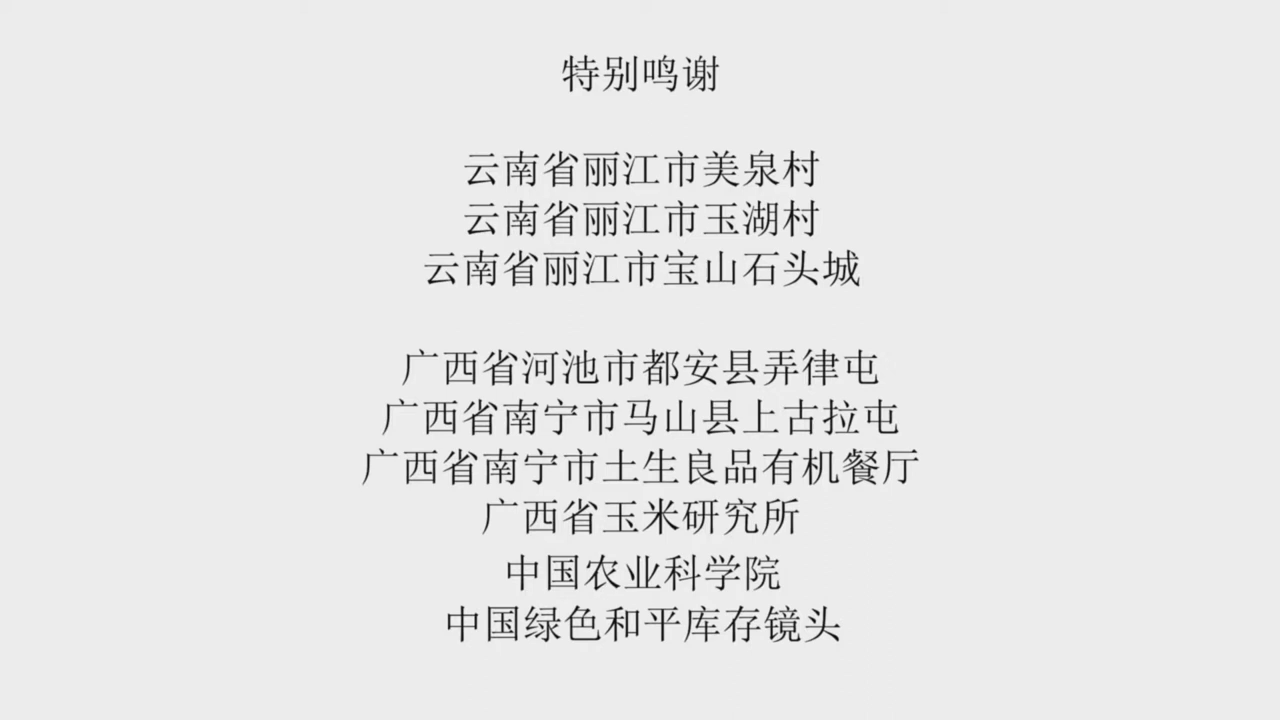 特别鸣谢
云南省丽江市美泉村
云南省丽江市玉湖村
云南省丽江市宝山石头城
广西省河池市都安县弄律屯
广西省南宁市马山县上古拉屯
广西省南宁市土生良品有机餐厅
广西省玉米研究所
中国农业科学院
中国绿色和平库存镜头